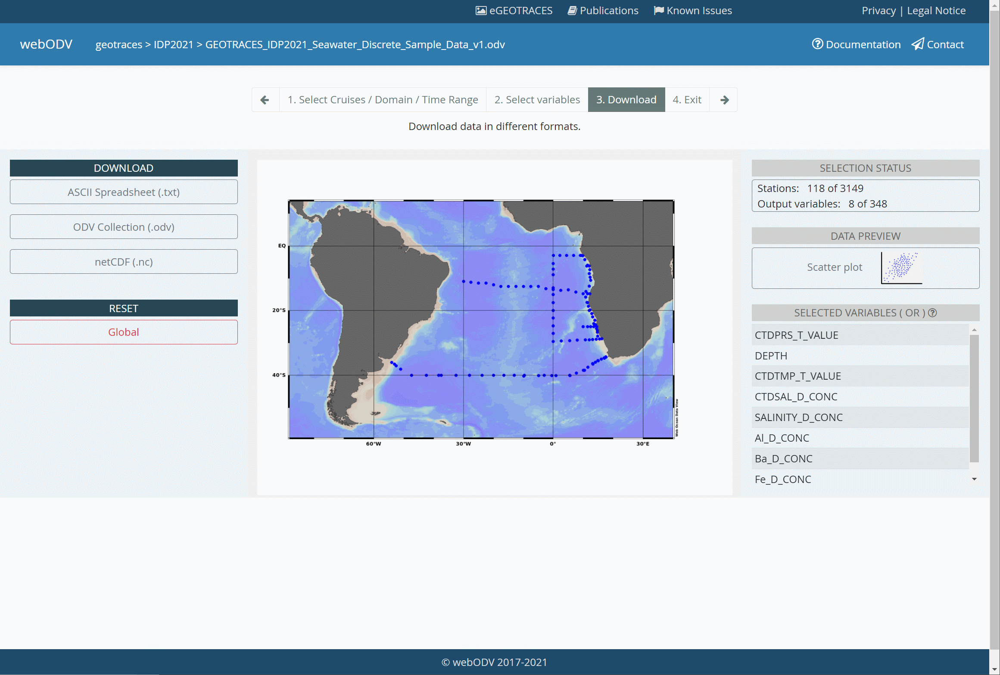 eGEOTRACES Publications Known Issues Privacy | Legal Notice
webODV geotraces > IDP2021 > GEOTRACES_IDP2021_Seawater_Discrete_Sample_Data_v1.odv Documentation Contact
1. Select Cruises / Domain / Time Range 2. Select variables 3. Download 4. Exit
Download data in different formats.
DOWNLOAD
ASCII Spreadsheet (.txt)
ODV Collection (.odv)
netCDF (.nc)
RESET
Global
EQ
20°S
40°S
60°W 30°W 0° 30°E
Web Ocean Data View
SELECTION STATUS
Stations: 118 of 3149
Output variables: 8 of 348
DATA PREVIEW
Scatter plot
SELECTED VARIABLES ( OR )
CTDPRS_T_VALUE
DEPTH
CTDTMP_T_VALUE
CTDSAL_D_CONC
SALINITY_D_CONC
Al_D_CONC
Ba_D_CONC
Fe_D_CONC
© webODV 2017-2021